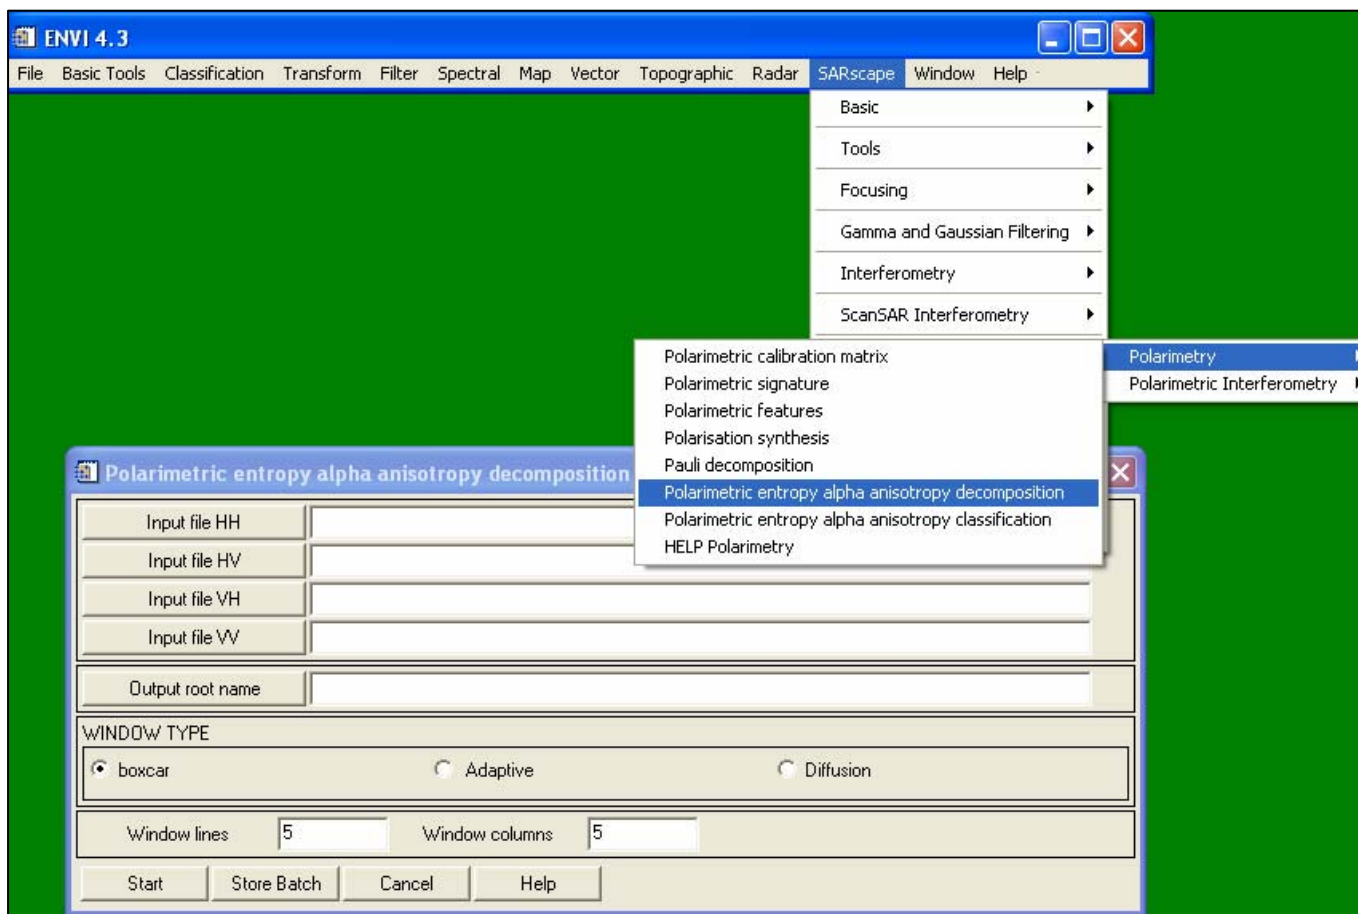 ENVI 4.3
File Basic Tools Classification Transform Filter Spectral Map Vector Topographic Radar SARscape Window Help
Basic
Tools
Focusing
Gamma and Gaussian Filtering
Interferometry
ScanSAR Interferometry
Polarimetry
Polarimetric Interferometry
Polarimetric calibration matrix
Polarimetric signature
Polarimetric features
Polarisation synthesis
Pauli decomposition
Polarimetric entropy alpha anisotropy decomposition
Polarimetric entropy alpha anisotropy classification
HELP Polarimetry
Polarimetric entropy alpha anisotropy decomposition
Input file HH
Input file HV
Input file VH
Input file VV
Output root name
WINDOW TYPE
boxcar Adaptive Diffusion
Window lines 5 Window columns 5
Start Store Batch Cancel Help